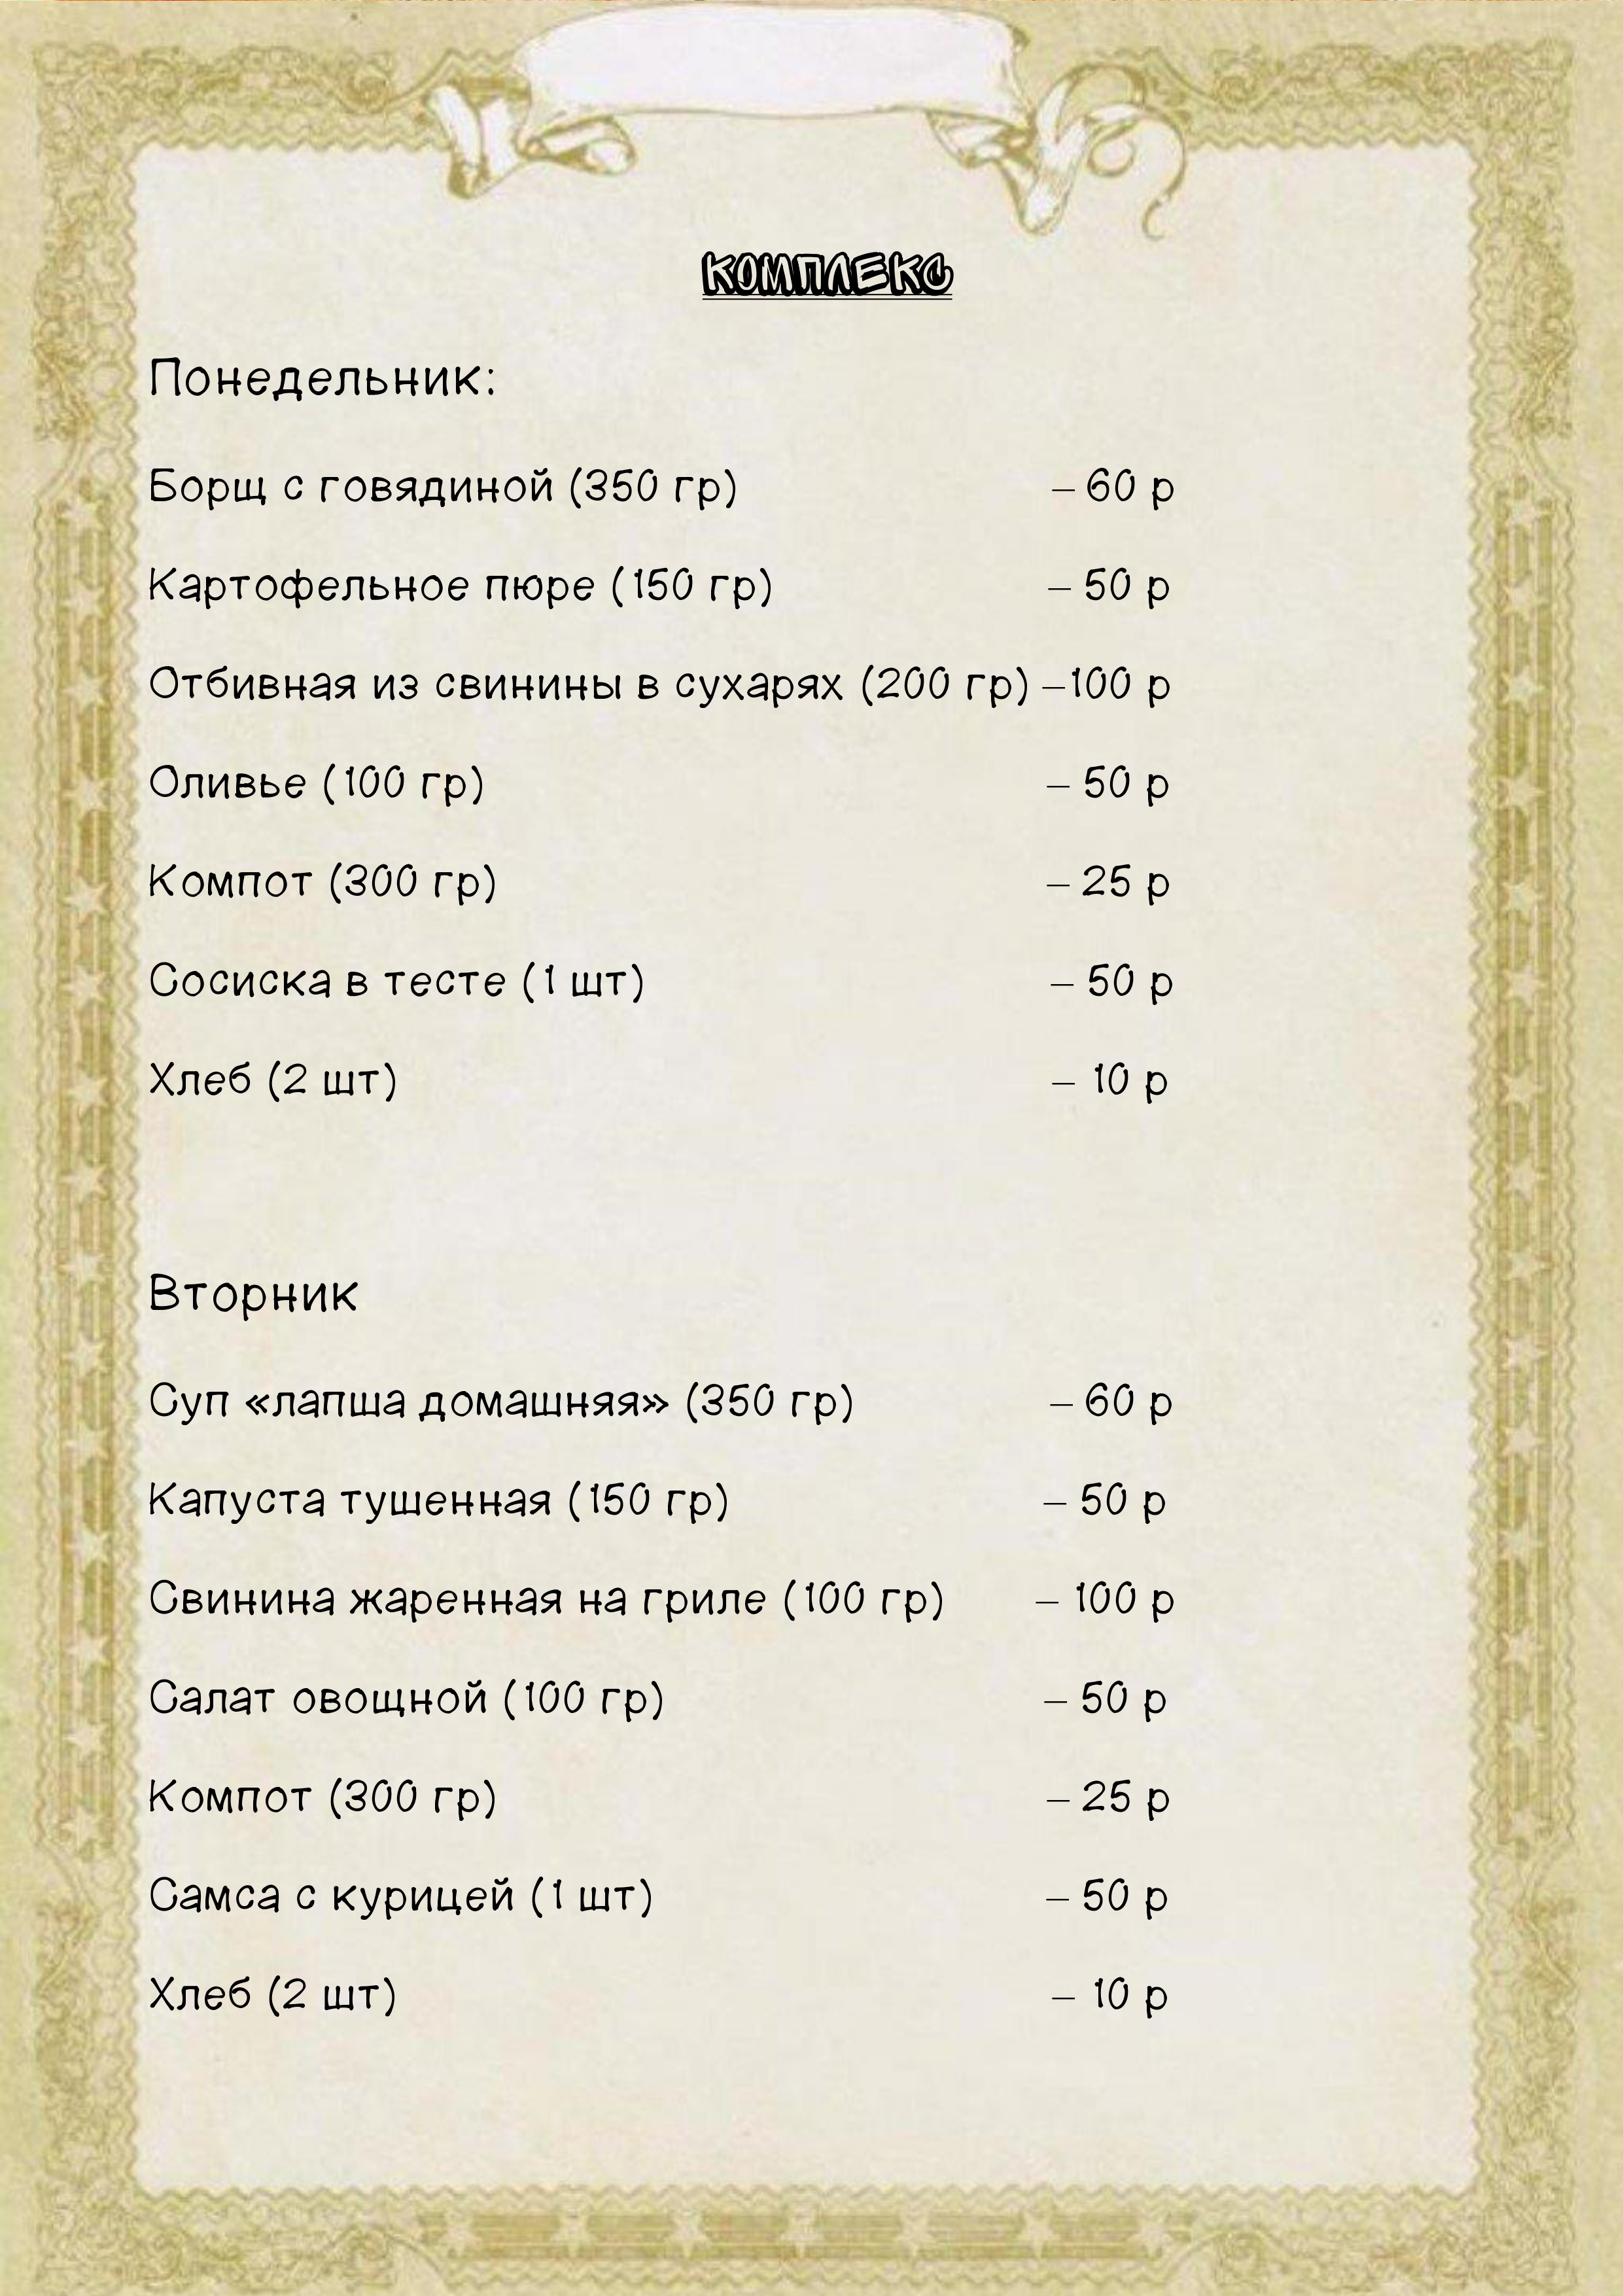 КОМПЛЕКС
Понедельник:
Борщ с говядиной (350 гр) – 60 р
Картофельное пюре (150 гр) – 50 р
Отбивная из свинины в сухарях (200 гр) –100 р
Оливье (100 гр) – 50 р
Компот (300 гр) – 25 р
Сосиска в тесте (1 шт) – 50 р
Хлеб (2 шт) – 10 р
Вторник
Суп «лапша домашняя» (350 гр) – 60 р
Капуста тушенная (150 гр) – 50 р
Свинина жаренная на гриле (100 гр) – 100 р
Салат овощной (100 гр) – 50 р
Компот (300 гр) – 25 р
Самса с курицей (1 шт) – 50 р
Хлеб (2 шт) – 10 р